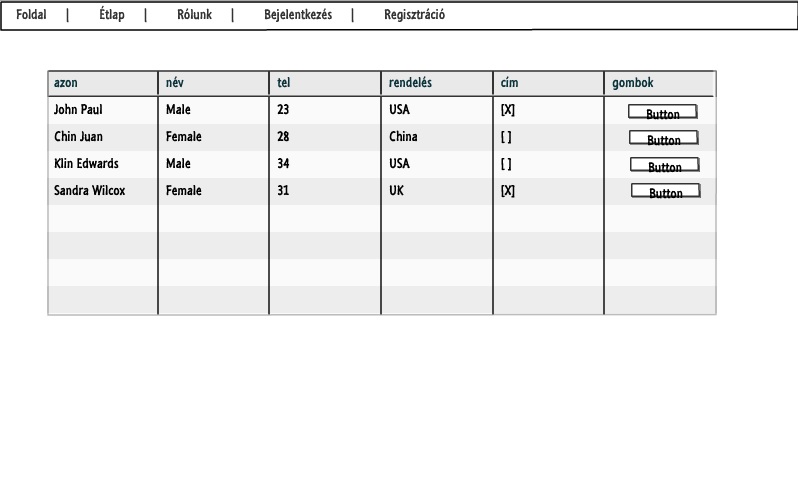 Foldal | Étlap | Rólunk | Bejelentkezés | Regisztráció
azon név tel rendelés cím gombok
John Paul Male 23 USA [X] Button
Chin Juan Female 28 China [ ] Button
Klin Edwards Male 34 USA [ ] Button
Sandra Wilcox Female 31 UK [X] Button